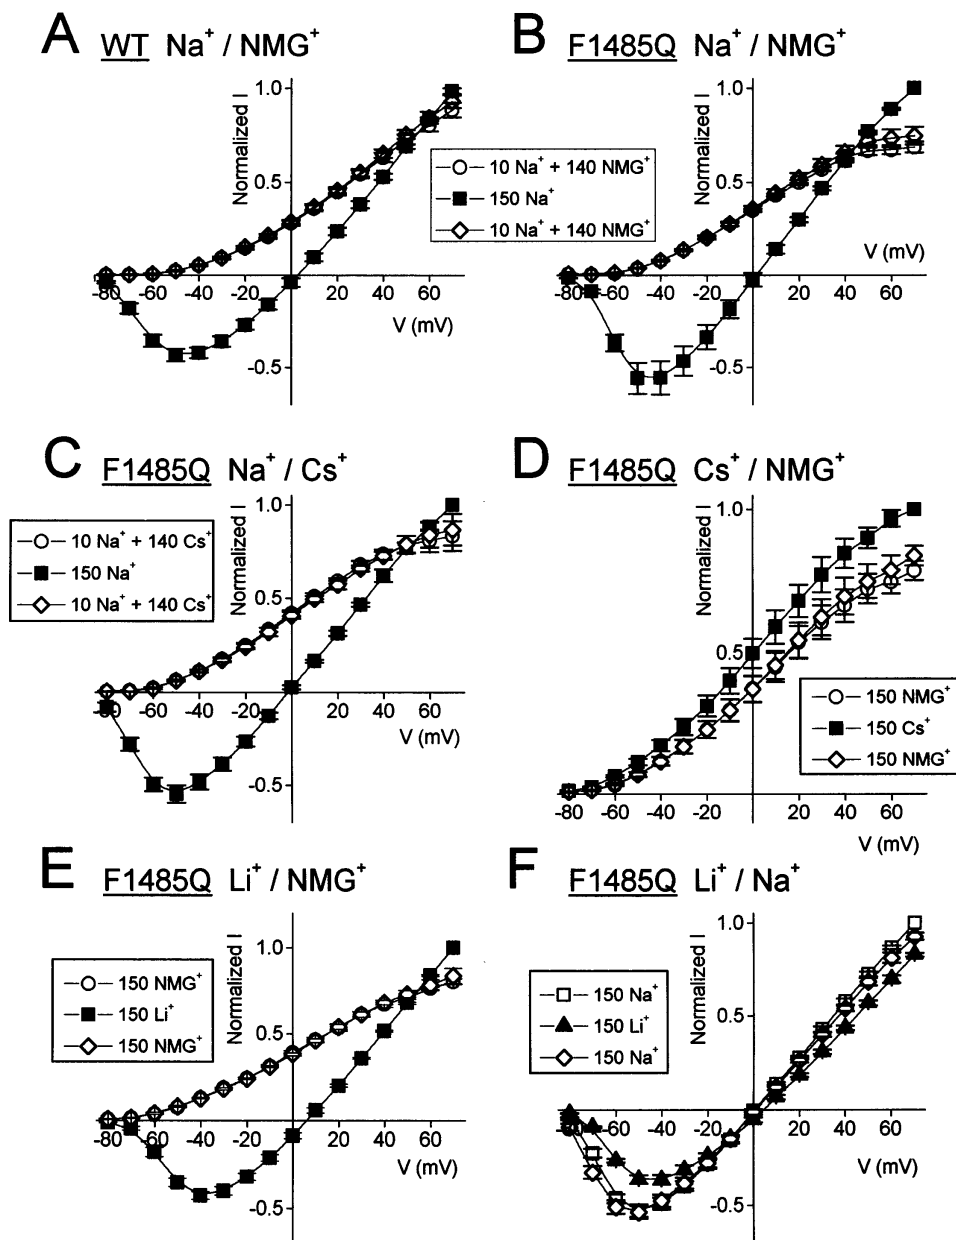 A WT Na⁺ / NMG⁺
Normalized I
1.0
0.5
-0.5
-80 -60 -40 -20 20 40 60
V (mV)
10 Na⁺ + 140 NMG⁺
150 Na⁺
10 Na⁺ + 140 NMG⁺
B F1485Q Na⁺ / NMG⁺
Normalized I
1.0
0.5
-0.5
-80 -60 -40 -20 20 40 60
V (mV)
C F1485Q Na⁺ / Cs⁺
Normalized I
1.0
0.5
-0.5
-80 -60 -40 -20 20 40 60
V (mV)
10 Na⁺ + 140 Cs⁺
150 Na⁺
10 Na⁺ + 140 Cs⁺
D F1485Q Cs⁺ / NMG⁺
Normalized I
1.0
0.5
-80 -60 -40 -20 20 40 60
V (mV)
150 NMG⁺
150 Cs⁺
150 NMG⁺
E F1485Q Li⁺ / NMG⁺
Normalized I
1.0
0.5
-0.5
-80 -60 -40 -20 20 40 60
V (mV)
150 NMG⁺
150 Li⁺
150 NMG⁺
F F1485Q Li⁺ / Na⁺
Normalized I
1.0
0.5
-0.5
-80 -60 -40 -20 20 40 60
V (mV)
150 Na⁺
150 Li⁺
150 Na⁺